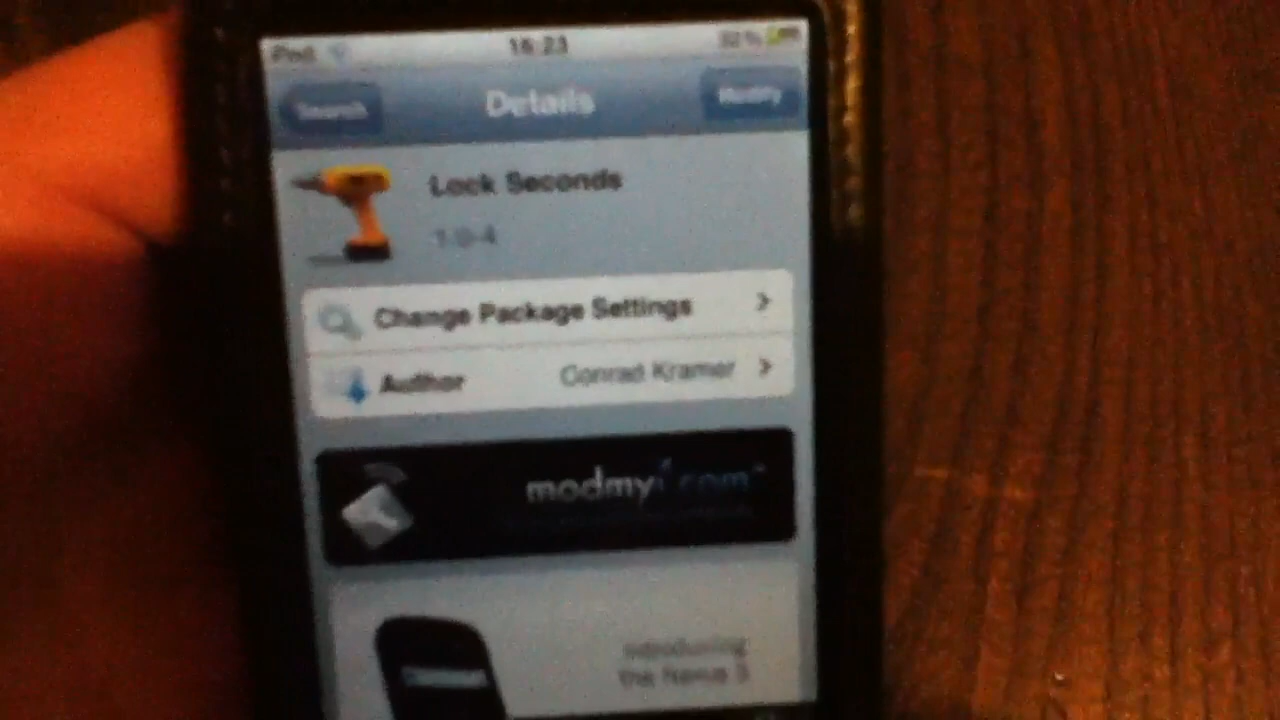 iPod 16:23 92%
Search Details Modify
Lock Seconds
1.0-4
Change Package Settings
Author Conrad Kramer
modmyi.com
Introducing
the Nexus S